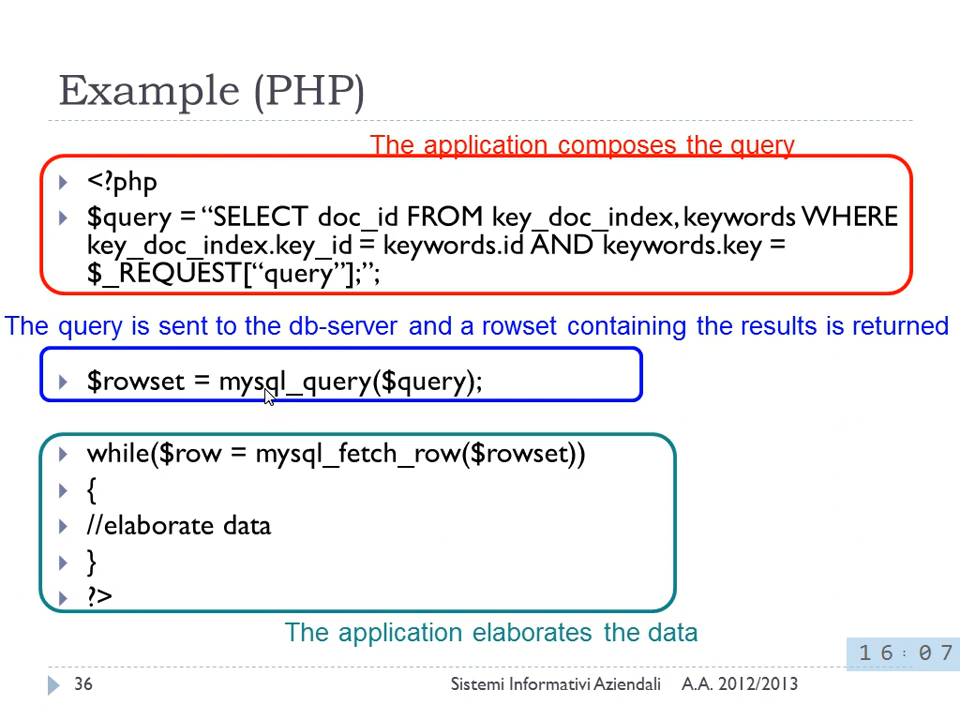 Example (PHP)
The application composes the query
<?php
$query = “SELECT doc_id FROM key_doc_index, keywords WHERE
key_doc_index.key_id = keywords.id AND keywords.key =
$_REQUEST[“query”];”;
The query is sent to the db-server and a rowset containing the results is returned
$rowset = mysql_query($query);
while($row = mysql_fetch_row($rowset))
{
//elaborate data
}
?>
The application elaborates the data
16:07
36 Sistemi Informativi Aziendali A.A. 2012/2013